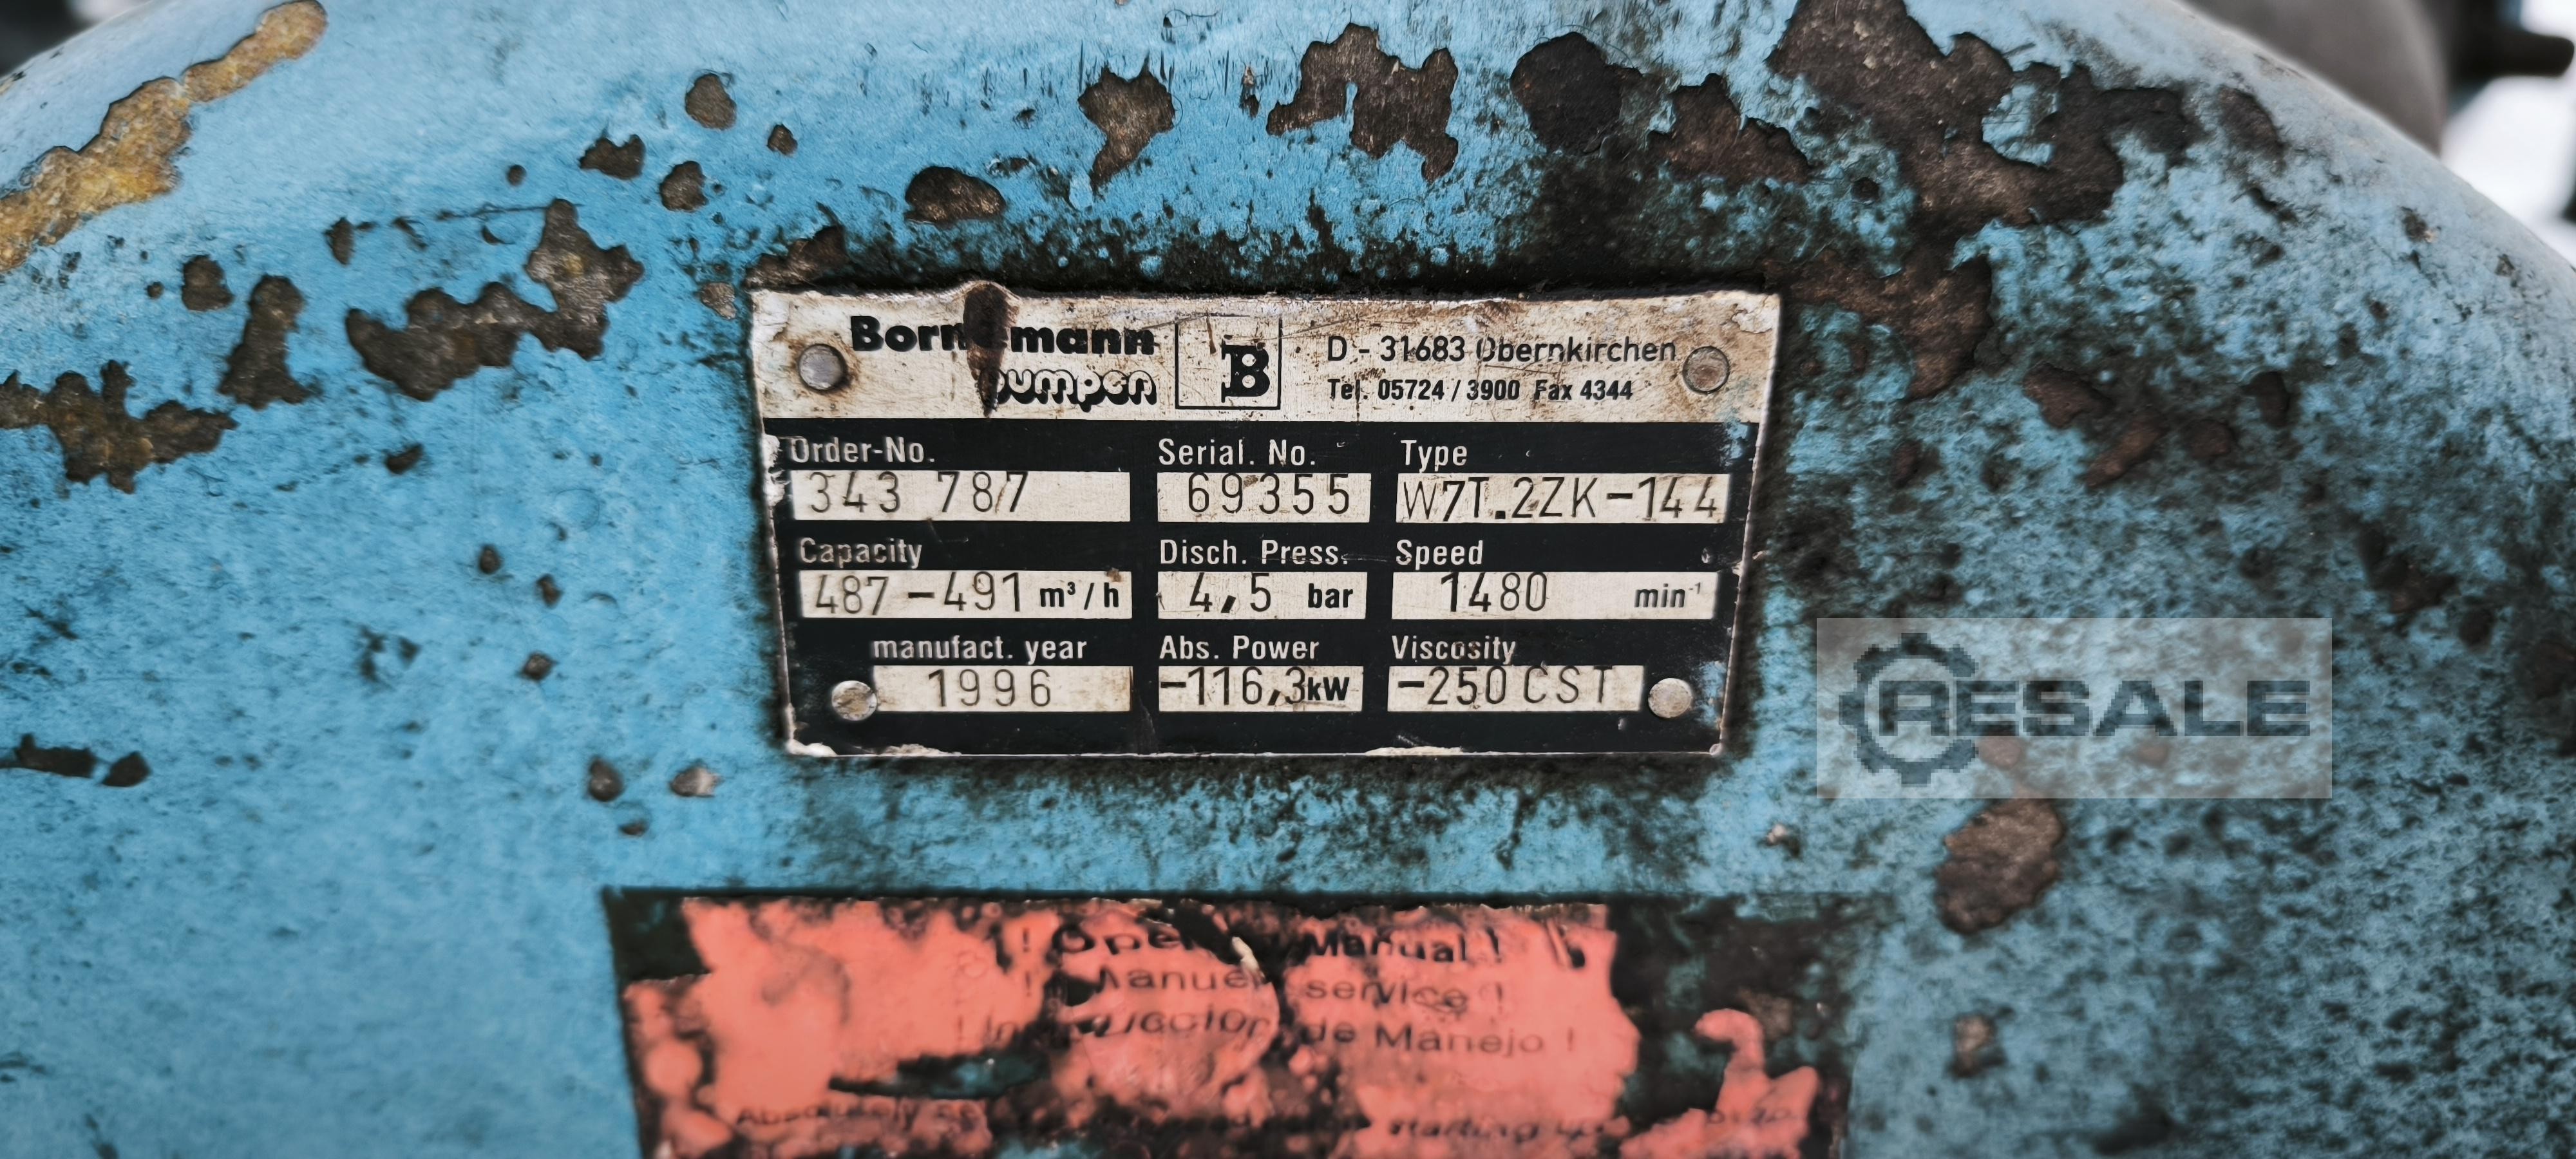 Bornemann
pumpen
B
D - 31683 Obernkirchen
Tel. 05724 / 3900 Fax 4344
Order-No. Serial. No. Type
343 787 69355 W7T.2ZK-144
Capacity Disch. Press. Speed
487-491 m³/h 4,5 bar 1480 min⁻¹
manufact. year Abs. Power Viscosity
1996 -116,3kW -250CST
RESALE
! Manual !
! service !
! de Manejo !
Absolutely starting